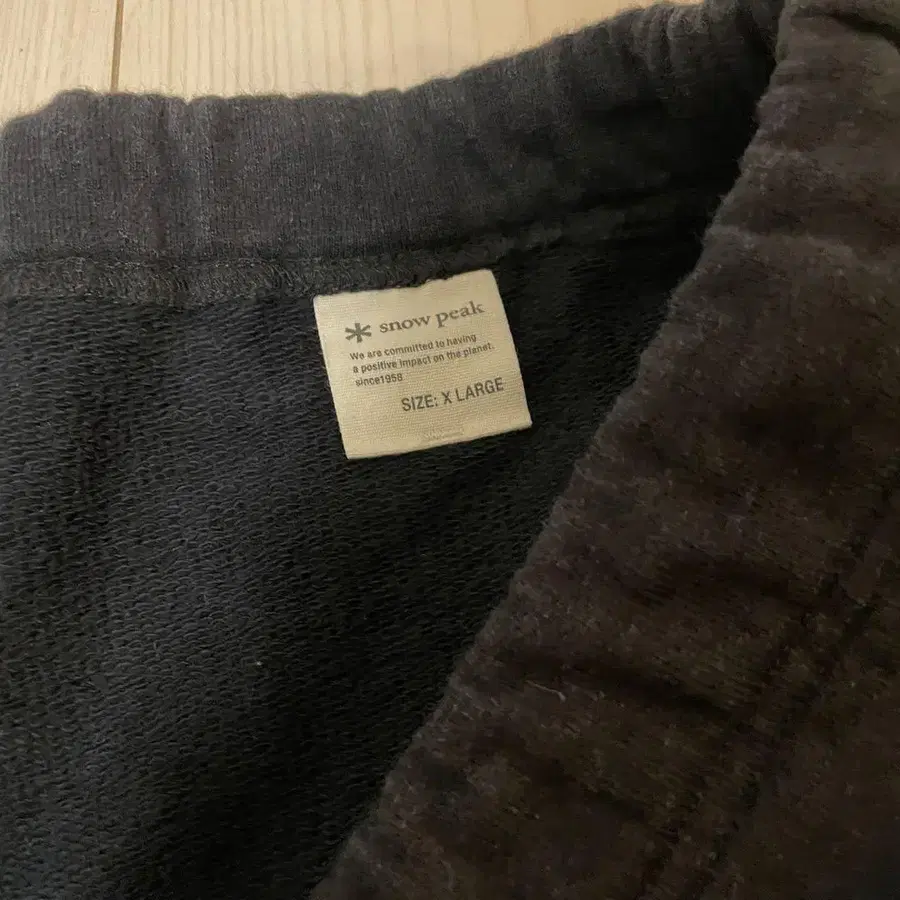 snow peak
We are committed to having
a positive impact on the planet.
since1958
SIZE: X LARGE